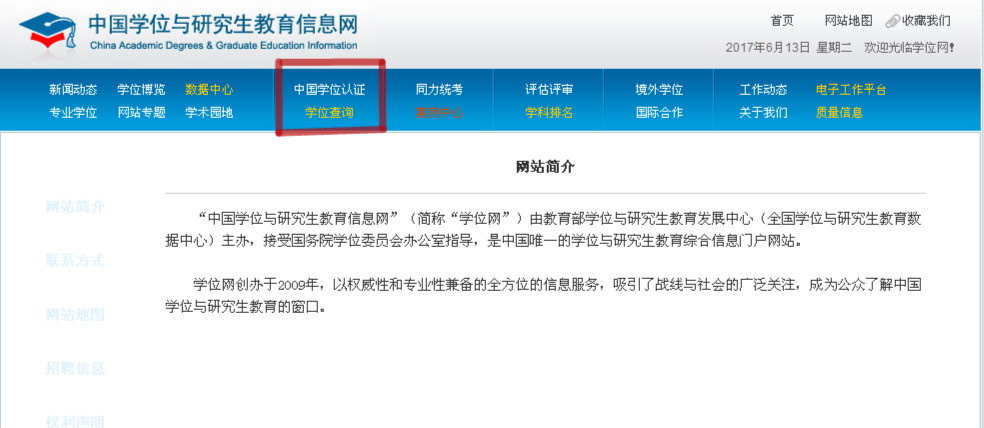 中国学位与研究生教育信息网
China Academic Degrees & Graduate Education Information
首页 网站地图 收藏我们
2017年6月13日 星期二 欢迎光临学位网!
新闻动态 学位博览 数据中心 中国学位认证 同力统考 评估评审 境外学位 工作动态 电子工作平台
专业学位 网站专题 学术园地 学位查询 学科排名 国际合作 关于我们 质量信息
网站简介
网站简介
“中国学位与研究生教育信息网”（简称“学位网”）由教育部学位与研究生教育发展中心（全国学位与研究生教育数
据中心）主办，接受国务院学位委员会办公室指导，是中国唯一的学位与研究生教育综合信息门户网站。
联系方式
学位网创办于2009年，以权威性和专业性兼备的全方位的信息服务，吸引了战线与社会的广泛关注，成为公众了解中国
学位与研究生教育的窗口。
网站地图
招聘信息
权利声明